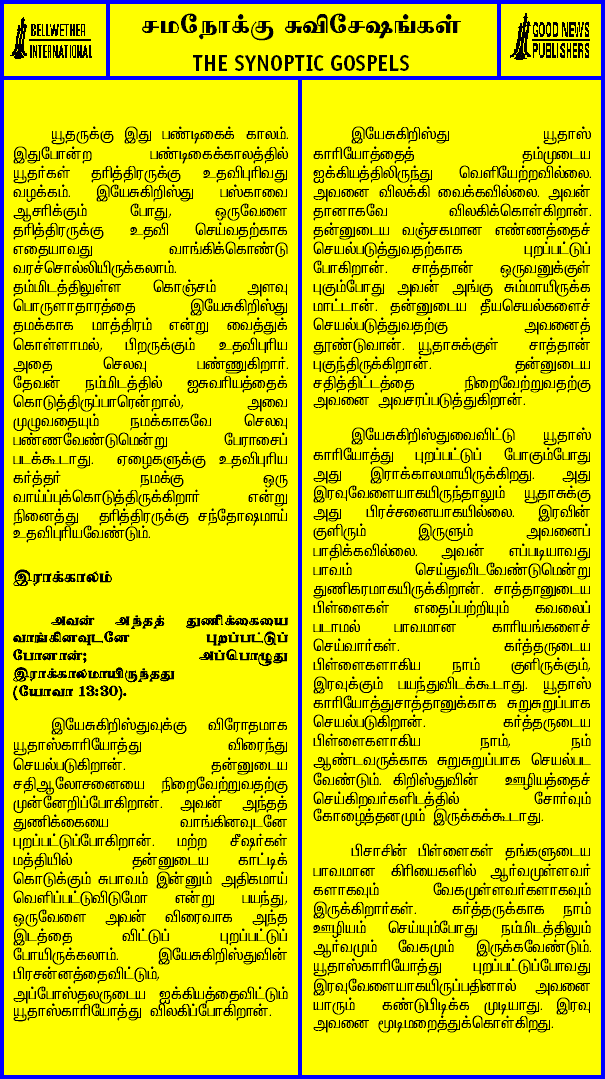 BELLWETHER
INTERNATIONAL
சமநோக்கு சுவிசேஷங்கள்
THE SYNOPTIC GOSPELS
GOOD NEWS
PUBLISHERS
யூதருக்கு இது பண்டிகைக் காலம்.
இதுபோன்ற பண்டிகைக்காலத்தில்
யூதர்கள் தரித்திரருக்கு உதவிபுரிவது
வழக்கம். இயேசுகிறிஸ்து பஸ்காவை
ஆசரிக்கும் போது, ஒருவேளை
தரித்திரருக்கு உதவி செய்வதற்காக
எதையாவது வாங்கிக்கொண்டு
வரச்சொல்லியிருக்கலாம்.
தம்மிடத்திலுள்ள கொஞ்சம் அளவு
பொருளாதாரத்தை இயேசுகிறிஸ்து
தமக்காக மாத்திரம் என்று வைத்துக்
கொள்ளாமல், பிறருக்கும் உதவிபுரிய
அதை செலவு பண்ணுகிறார்.
தேவன் நம்மிடத்தில் ஐசுவரியத்தைக்
கொடுத்திருப்பாரென்றால், அவை
முழுவதையும் நமக்காகவே செலவு
பண்ணவேண்டுமென்று பேராசைப்
படக்கூடாது. ஏழைகளுக்கு உதவிபுரிய
கர்த்தர் நமக்கு ஒரு
வாய்ப்புக்கொடுத்திருக்கிறார் என்று
நினைத்து தரித்திரருக்கு சந்தோஷமாய்
உதவிபுரியவேண்டும்.
இராக்காலம்
அவன் அந்தத் துணிக்கையை
வாங்கினவுடனே புறப்பட்டுப்
போனான்; அப்பொழுது
இராக்காலமாயிருந்தது
(யோவா 13:30).
இயேசுகிறிஸ்துவுக்கு விரோதமாக
யூதாஸ்காரியோத்து விரைந்து
செயல்படுகிறான். தன்னுடைய
சதிஆலோசனையை நிறைவேற்றுவதற்கு
முன்னேறிப்போகிறான். அவன் அந்தத்
துணிக்கையை வாங்கினவுடனே
புறப்பட்டுப்போகிறான். மற்ற சீஷர்கள்
மத்தியில் தன்னுடைய காட்டிக்
கொடுக்கும் சுபாவம் இன்னும் அதிகமாய்
வெளிப்பட்டுவிடுமோ என்று பயந்து,
ஒருவேளை அவன் விரைவாக அந்த
இடத்தை விட்டுப் புறப்பட்டுப்
போயிருக்கலாம். இயேசுகிறிஸ்துவின்
பிரசன்னத்தைவிட்டும்,
அப்போஸ்தலருடைய ஐக்கியத்தைவிட்டும்
யூதாஸ்காரியோத்து விலகிப்போகிறான்.
இயேசுகிறிஸ்து யூதாஸ்
காரியோத்தைத் தம்முடைய
ஐக்கியத்திலிருந்து வெளியேற்றவில்லை.
அவனை விலக்கி வைக்கவில்லை. அவன்
தானாகவே விலகிக்கொள்கிறான்.
தன்னுடைய வஞ்சகமான எண்ணத்தைச்
செயல்படுத்துவதற்காக புறப்பட்டுப்
போகிறான். சாத்தான் ஒருவனுக்குள்
புகும்போது அவன் அங்கு சும்மாயிருக்க
மாட்டான். தன்னுடைய தீயசெயல்களைச்
செயல்படுத்துவதற்கு அவனைத்
தூண்டுவான். யூதாசுக்குள் சாத்தான்
புகுந்திருக்கிறான். தன்னுடைய
சதித்திட்டத்தை நிறைவேற்றுவதற்கு
அவனை அவசரப்படுத்துகிறான்.
இயேசுகிறிஸ்துவைவிட்டு யூதாஸ்
காரியோத்து புறப்பட்டுப் போகும்போது
அது இராக்காலமாயிருக்கிறது. அது
இரவுவேளையாகயிருந்தாலும் யூதாசுக்கு
அது பிரச்சனையாகயில்லை. இரவின்
குளிரும் இருளும் அவனைப்
பாதிக்கவில்லை. அவன் எப்படியாவது
பாவம் செய்துவிடவேண்டுமென்று
துணிகரமாகயிருக்கிறான். சாத்தானுடைய
பிள்ளைகள் எதைப்பற்றியும் கவலைப்
படாமல் பாவமான காரியங்களைச்
செய்வார்கள். கர்த்தருடைய
பிள்ளைகளாகிய நாம் குளிருக்கும்,
இரவுக்கும் பயந்துவிடக்கூடாது. யூதாஸ்
காரியோத்துசாத்தானுக்காக சுறுசுறுப்பாக
செயல்படுகிறான். கர்த்தருடைய
பிள்ளைகளாகிய நாம், நம்
ஆண்டவருக்காக சுறுசுறுப்பாக செயல்பட
வேண்டும். கிறிஸ்துவின் ஊழியத்தைச்
செய்கிறவர்களிடத்தில் சோர்வும்
கோழைத்தனமும் இருக்கக்கூடாது.
பிசாசின் பிள்ளைகள் தங்களுடைய
பாவமான கிரியைகளில் ஆர்வமுள்ளவர்
களாகவும் வேகமுள்ளவர்களாகவும்
இருக்கிறார்கள். கர்த்தருக்காக நாம்
ஊழியம் செய்யும்போது நம்மிடத்திலும்
ஆர்வமும் வேகமும் இருக்கவேண்டும்.
யூதாஸ்காரியோத்து புறப்பட்டுப்போவது
இரவுவேளையாகயிருப்பதினால் அவனை
யாரும் கண்டுபிடிக்க முடியாது. இரவு
அவனை மூடிமறைத்துக்கொள்கிறது.